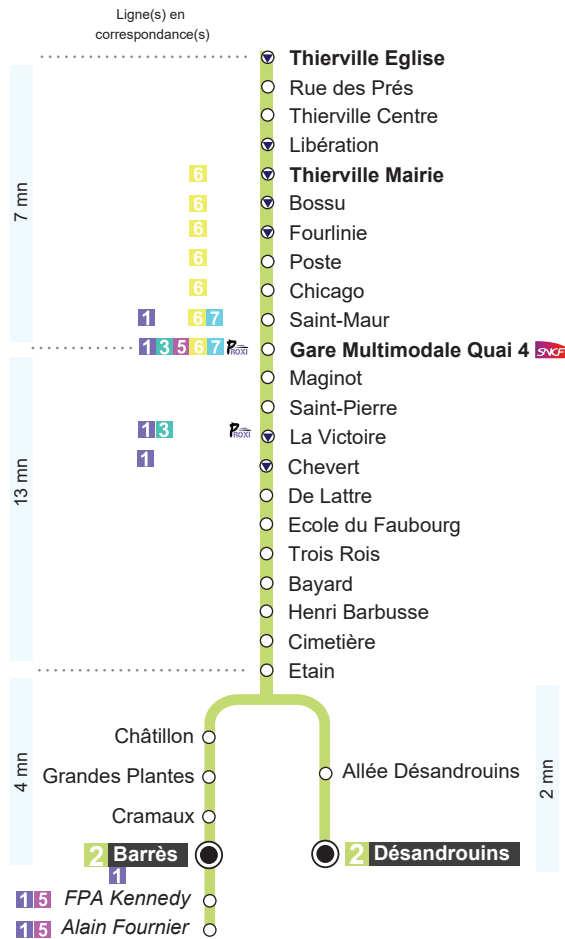 Ligne(s) en
correspondance(s)
Thierville Eglise
Rue des Prés
Thierville Centre
Libération
6 Thierville Mairie
6 Bossu
7 mn
6 Fourlinie
6 Poste
6 Chicago
1 6 7 Saint-Maur
1 3 5 6 7 PROXI Gare Multimodale Quai 4 SNCF
Maginot
Saint-Pierre
1 3 PROXI La Victoire
1 Chevert
13 mn
De Lattre
Ecole du Faubourg
Trois Rois
Bayard
Henri Barbusse
Cimetière
Etain
4 mn
Châtillon
Grandes Plantes
Cramaux
2 Barrès
1
1 5 FPA Kennedy
1 5 Alain Fournier
Allée Désandrouins
2 mn
2 Désandrouins